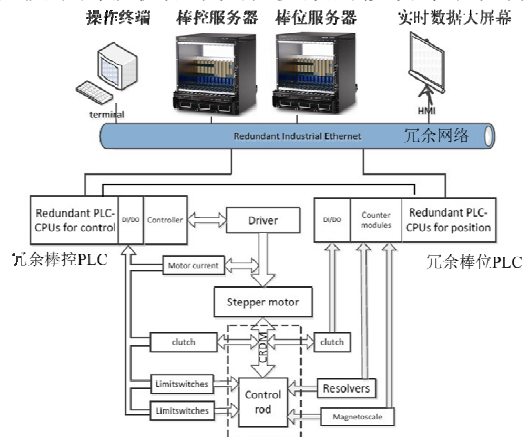 操作终端
棒控服务器
棒位服务器
实时数据大屏幕
terminal
HMI
Redundant Industrial Ethernet
冗余网络
Redundant PLC-
CPUs for control
DI/DO
Controller
Driver
DI/DO
Counter
modules
Redundant PLC-
CPUs for position
冗余棒控PLC
冗余棒位PLC
Motor current
Stepper motor
clutch
CRDM
clutch
Limitswitches
Limitswitches
Control
rod
Resolvers
Magnetoscale